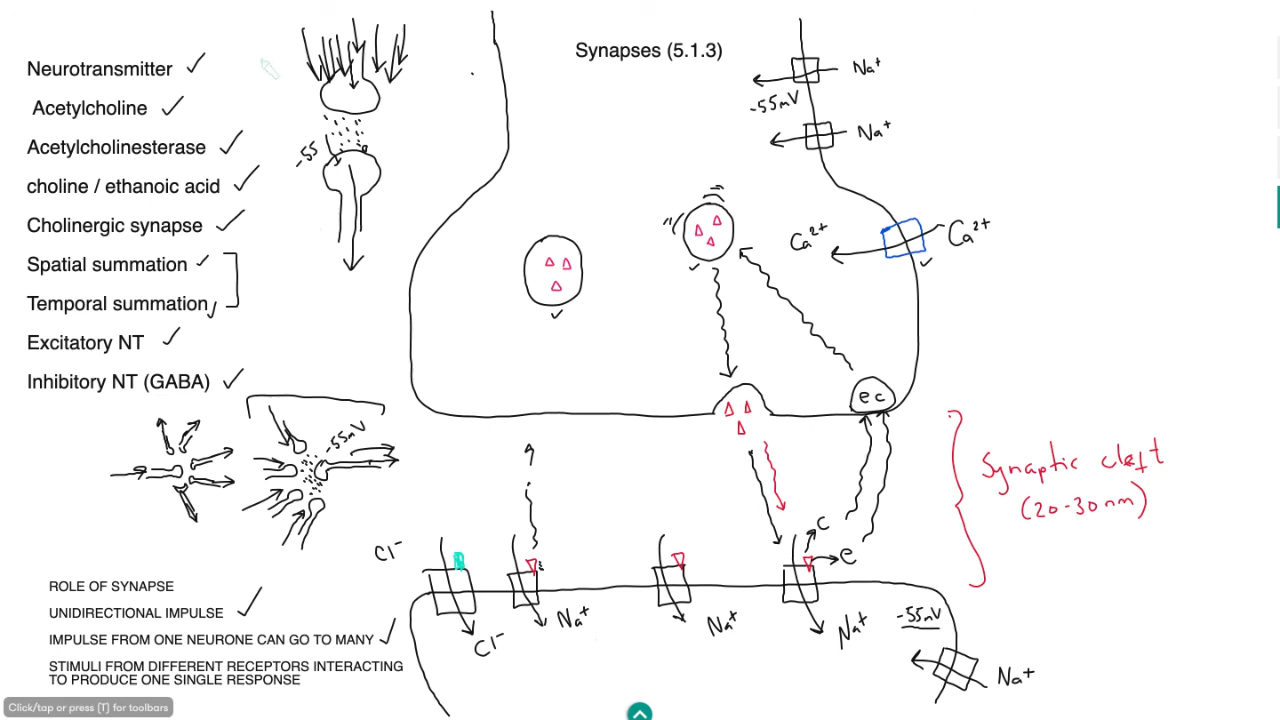 Synapses (5.1.3)
Neurotransmitter
Acetylcholine
Acetylcholinesterase
choline / ethanoic acid
Cholinergic synapse
Spatial summation
Temporal summation
Excitatory NT
Inhibitory NT (GABA)
-55
Na⁺
-55mV
Na⁺
Ca²⁺
Ca²⁺
e c
-55mV
Synaptic cleft
(20-30nm)
c
e
Cl⁻
Cl⁻
Na⁺
Na⁺
Na⁺
-55mV
Na⁺
ROLE OF SYNAPSE
UNIDIRECTIONAL IMPULSE
IMPULSE FROM ONE NEURONE CAN GO TO MANY
STIMULI FROM DIFFERENT RECEPTORS INTERACTING
TO PRODUCE ONE SINGLE RESPONSE
Click/tap or press [T] for toolbars